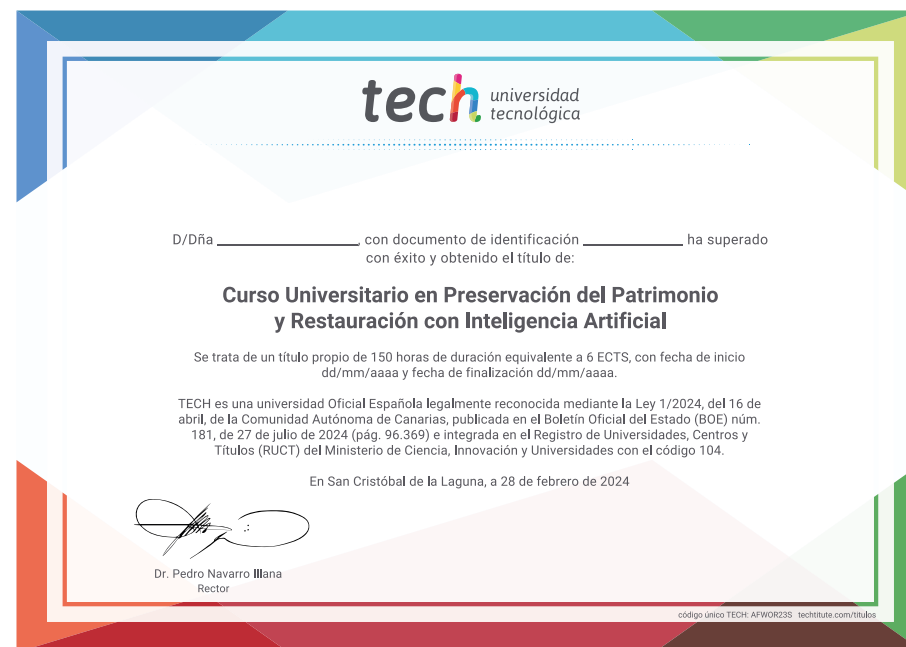 tech universidad
tecnológica
D/Dña ____________________, con documento de identificación ______________ ha superado
con éxito y obtenido el título de:
Curso Universitario en Preservación del Patrimonio
y Restauración con Inteligencia Artificial
Se trata de un título propio de 150 horas de duración equivalente a 6 ECTS, con fecha de inicio
dd/mm/aaaa y fecha de finalización dd/mm/aaaa.
TECH es una universidad Oficial Española legalmente reconocida mediante la Ley 1/2024, del 16 de
abril, de la Comunidad Autónoma de Canarias, publicada en el Boletín Oficial del Estado (BOE) núm.
181, de 27 de julio de 2024 (pág. 96.369) e integrada en el Registro de Universidades, Centros y
Títulos (RUCT) del Ministerio de Ciencia, Innovación y Universidades con el código 104.
En San Cristóbal de la Laguna, a 28 de febrero de 2024
Dr. Pedro Navarro Illana
Rector
código único TECH: AFWOR23S techtitute.com/titulos